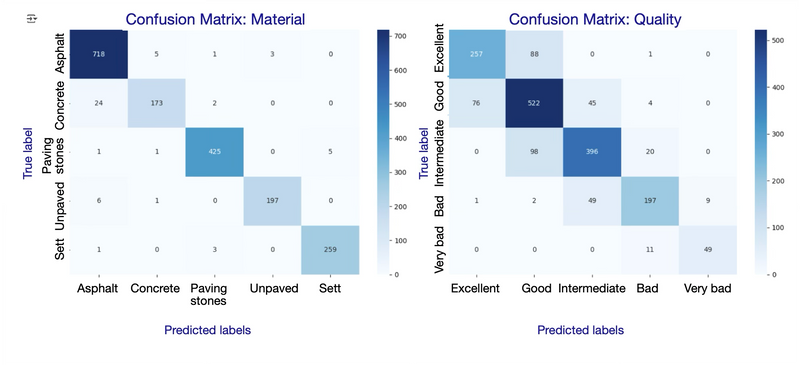 Confusion Matrix: Material
True label
Asphalt
718 5 1 3 0
Concrete
24 173 2 0 0
Paving
stones
1 1 425 0 5
Unpaved
6 1 0 197 0
Sett
1 0 3 0 259
Asphalt Concrete Paving
stones Unpaved Sett
Predicted labels
700
600
500
400
300
200
100
0
Confusion Matrix: Quality
True label
Excellent
257 88 0 1 0
Good
76 522 45 4 0
Intermediate
0 98 396 20 0
Bad
1 2 49 197 9
Very bad
0 0 0 11 49
Excellent Good Intermediate Bad Very bad
Predicted labels
500
400
300
200
100
0